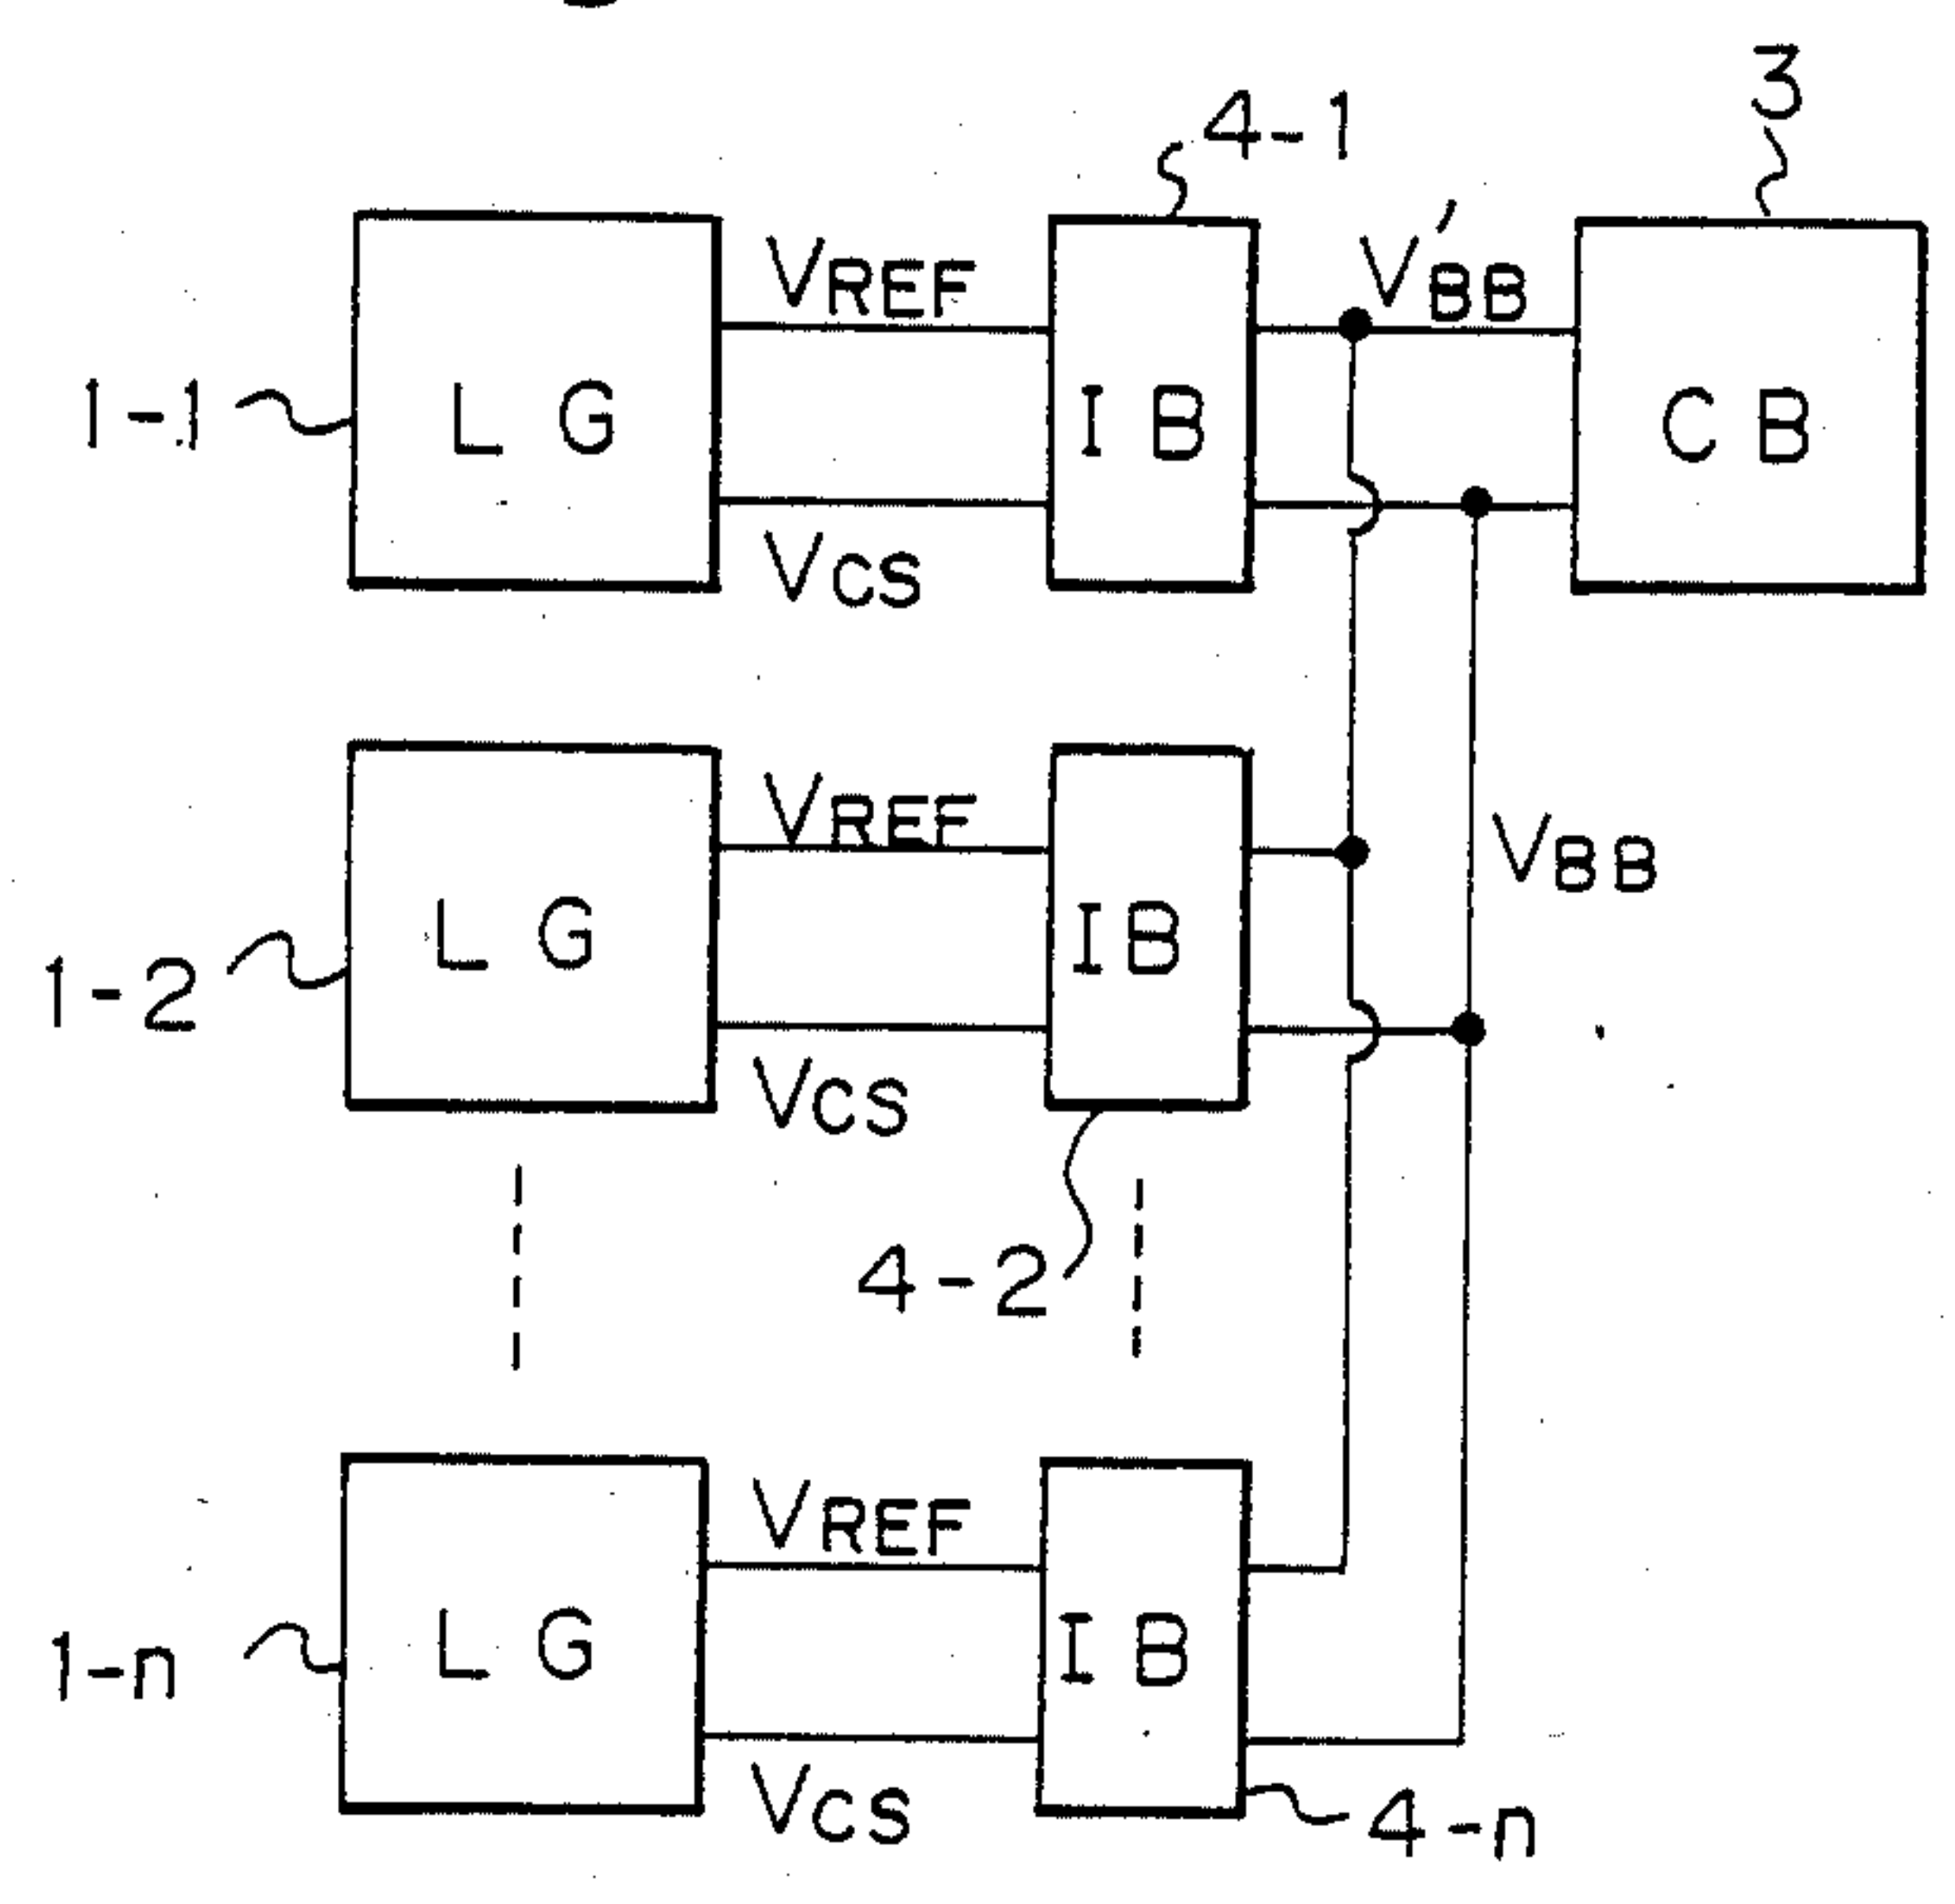 3
4-1
VREF
V'BB
1-1
LG
IB
CB
VCS
VREF
VBB
1-2
LG
IB
VCS
4-2
VREF
1-n
LG
IB
VCS
4-n